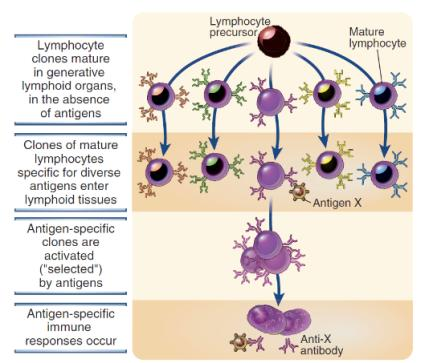 Lymphocyte
precursor
Mature
lymphocyte
Lymphocyte
clones mature
in generative
lymphoid organs,
in the absence
of antigens
Clones of mature
lymphocytes
specific for diverse
antigens enter
lymphoid tissues
Antigen X
Antigen-specific
clones are
activated
("selected")
by antigens
Antigen-specific
immune
responses occur
Anti-X
antibody